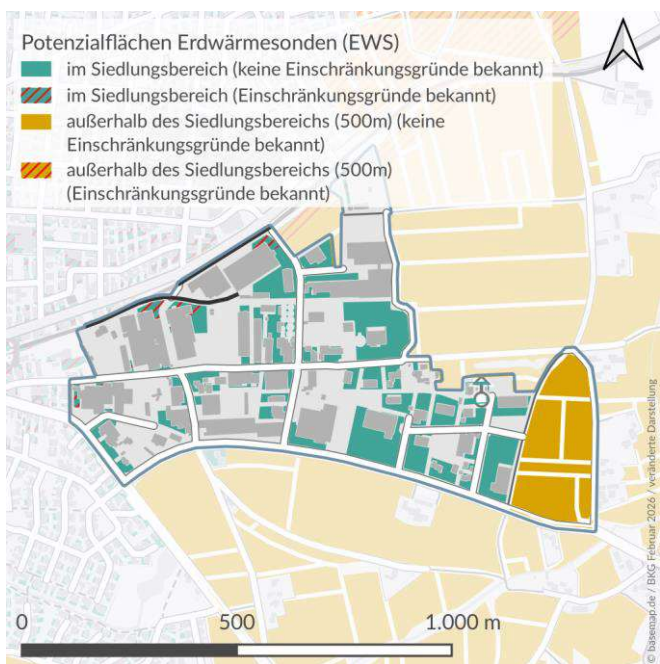 Potenzialflächen Erdwärmesonden (EWS)
im Siedlungsbereich (keine Einschränkungsgründe bekannt)
im Siedlungsbereich (Einschränkungsgründe bekannt)
außerhalb des Siedlungsbereichs (500m) (keine
Einschränkungsgründe bekannt)
außerhalb des Siedlungsbereichs (500m)
(Einschränkungsgründe bekannt)
0 500 1.000 m
© basemap.de / BKG Februar 2026 / veränderte Darstellung